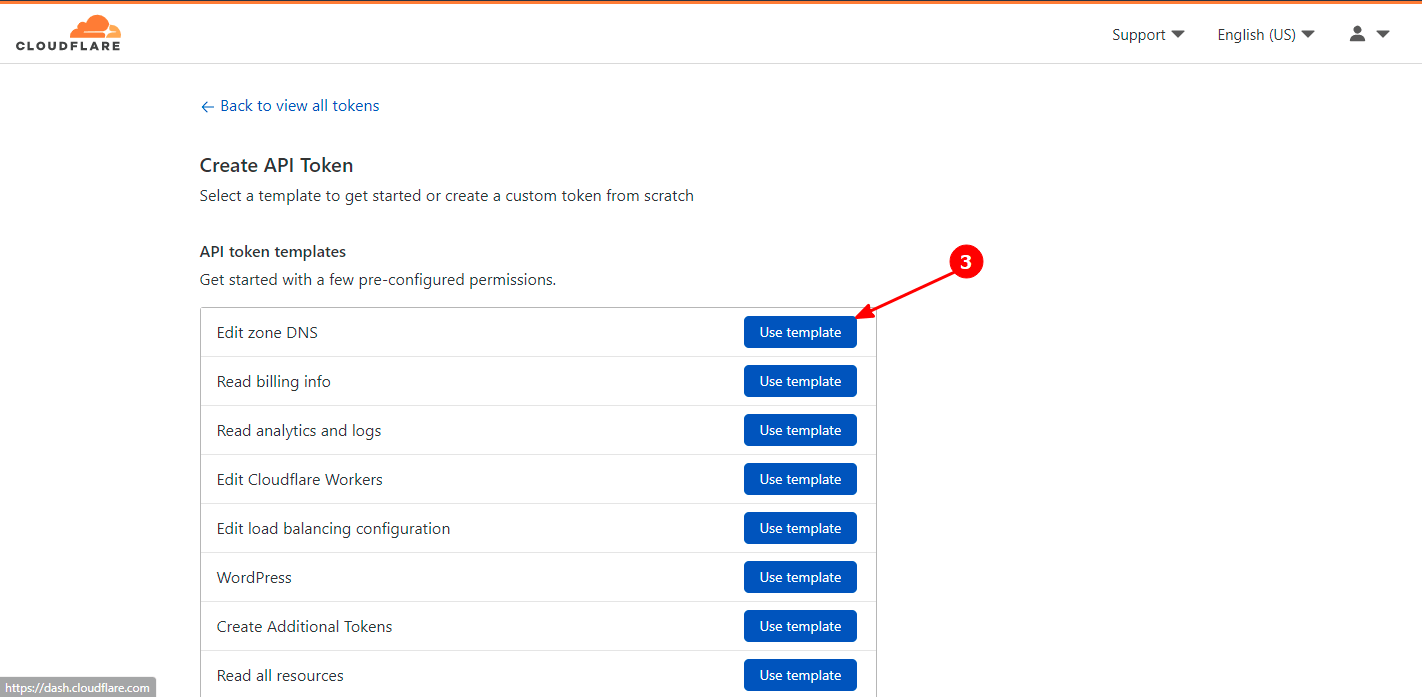 CLOUDFLARE
Support English (US)
← Back to view all tokens
Create API Token
Select a template to get started or create a custom token from scratch
API token templates
Get started with a few pre-configured permissions.
3
Edit zone DNS Use template
Read billing info Use template
Read analytics and logs Use template
Edit Cloudflare Workers Use template
Edit load balancing configuration Use template
WordPress Use template
Create Additional Tokens Use template
Read all resources Use template
https://dash.cloudflare.com